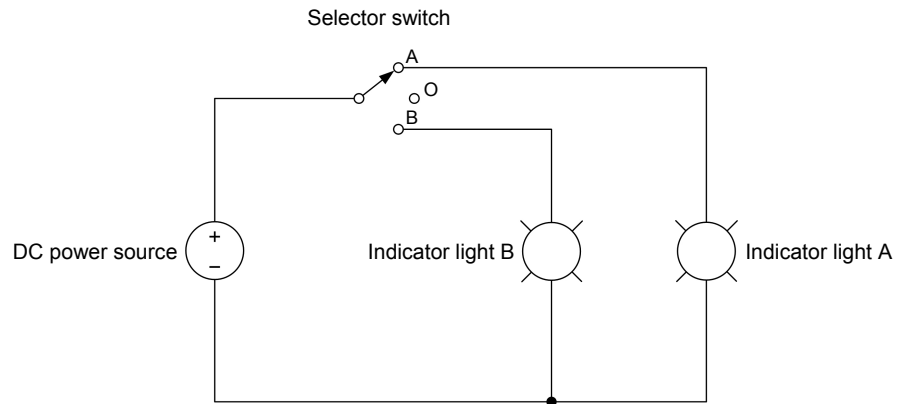 Selector switch
A
O
B
+
DC power source
−
Indicator light B
Indicator light A